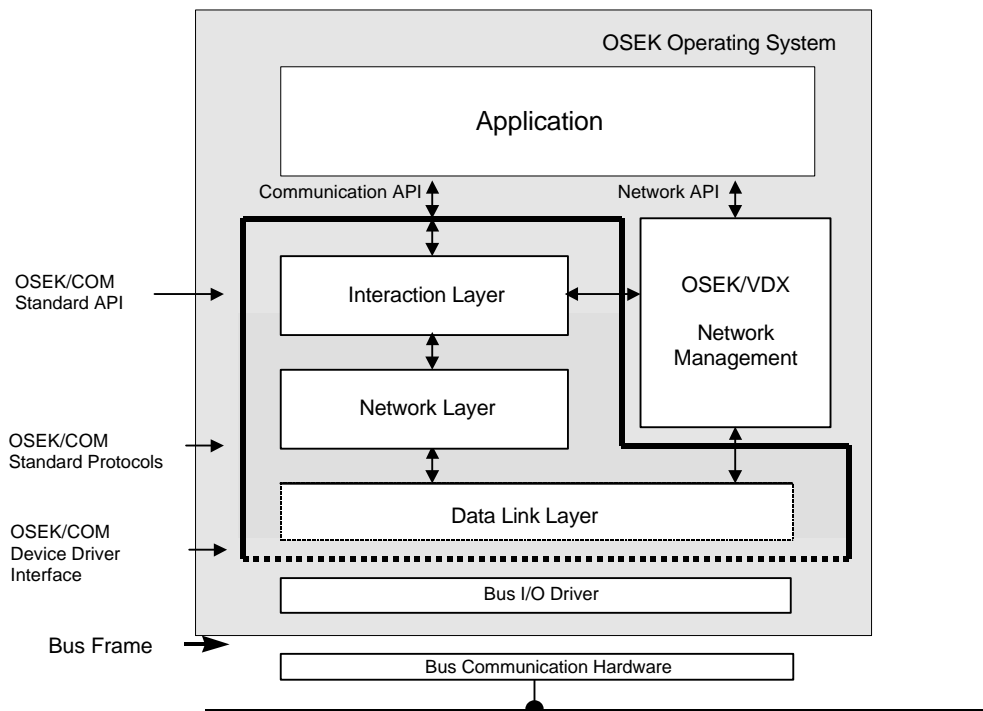 OSEK Operating System
Application
Communication API
Network API
OSEK/COM
Standard API
Interaction Layer
OSEK/VDX
Network
Management
Network Layer
OSEK/COM
Standard Protocols
Data Link Layer
OSEK/COM
Device Driver
Interface
Bus I/O Driver
Bus Frame
Bus Communication Hardware